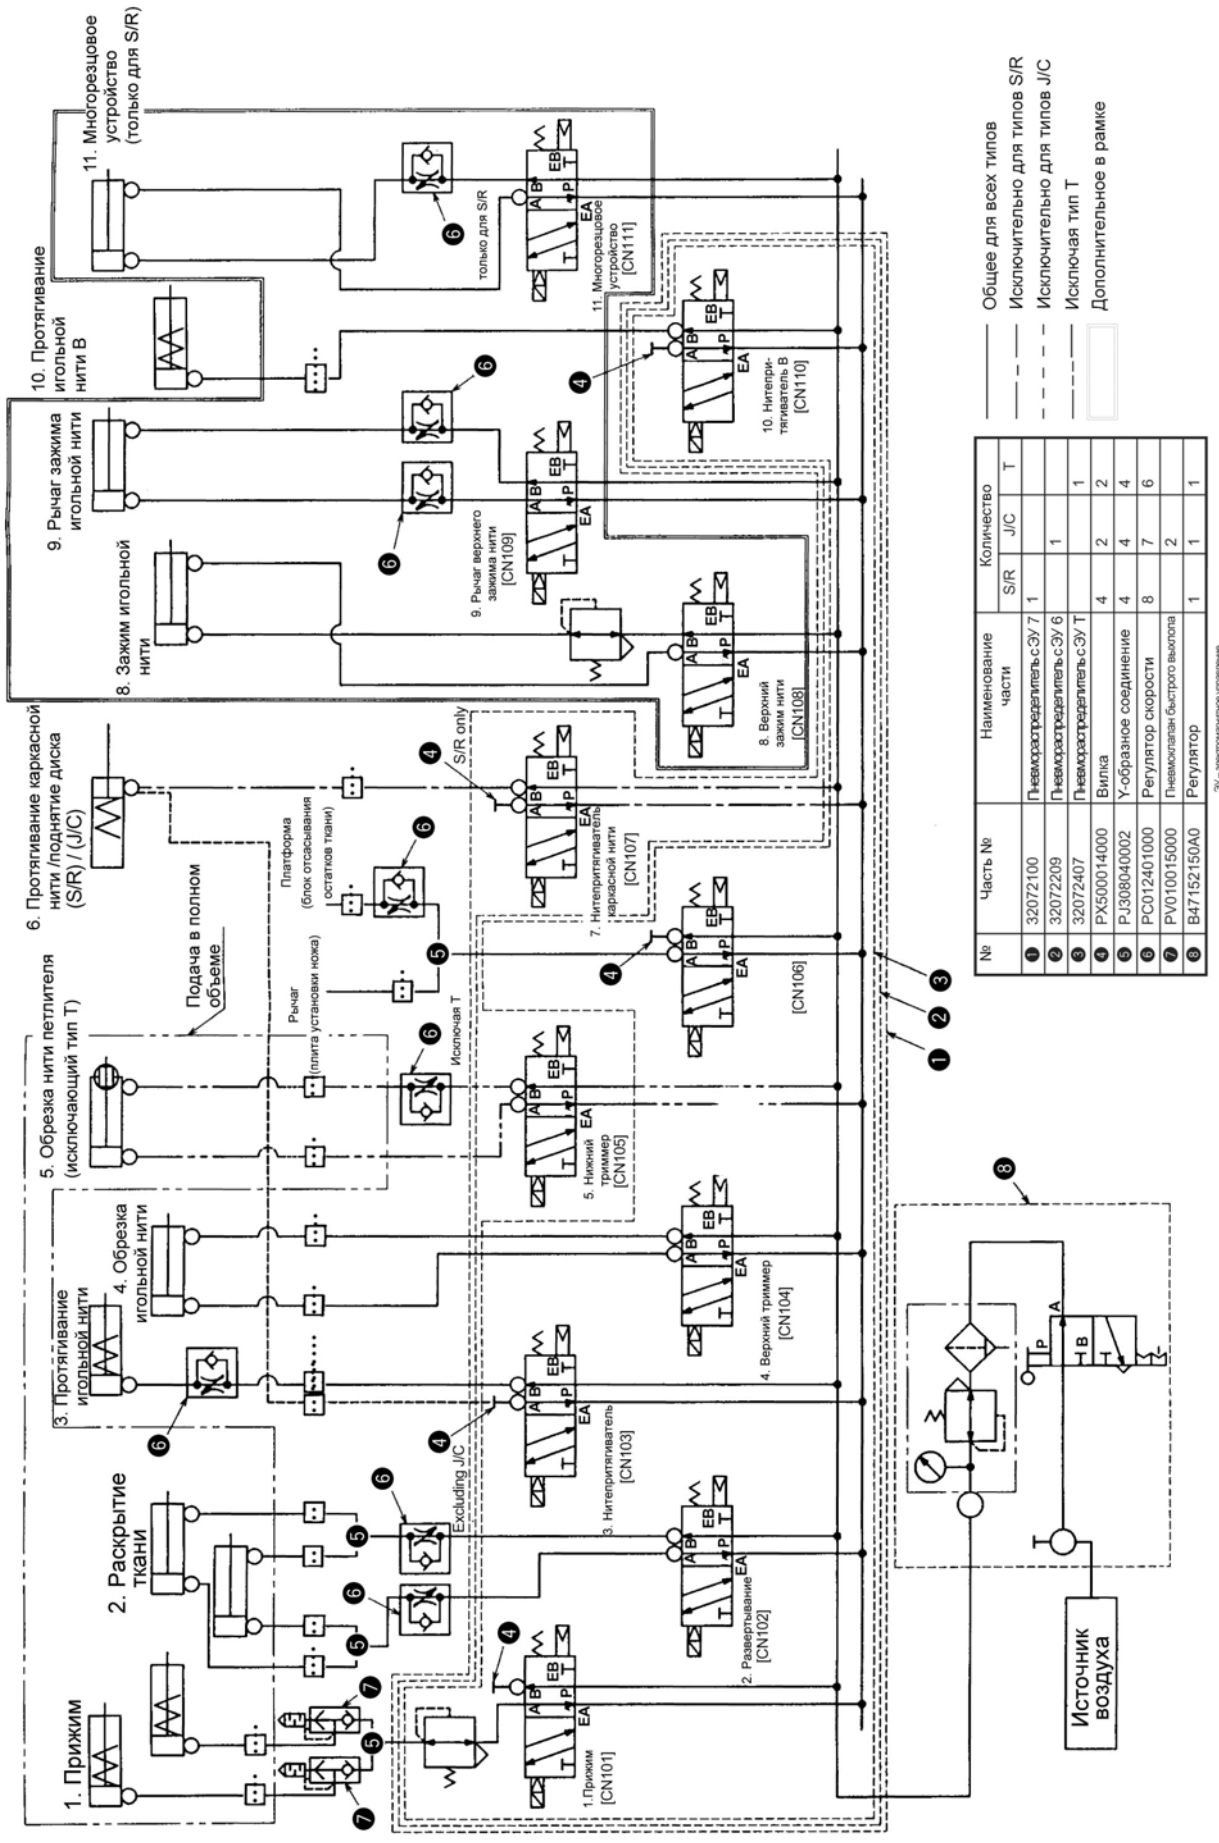 1. Прижим
2. Раскрытие
ткани
3. Протягивание
игольной нити
4. Обрезка
игольной нити
5. Обрезка нити петлителя
(исключающий тип Т)
Подача в полном
объеме
6. Протягивание каркасной
нити /поднятие диска
(S/R) / (J/C)
8. Зажим игольной
нити
9. Рычаг зажима
игольной нити
10. Протягивание
игольной
нити В
11. Многорезцовое
устройство
(только для S/R)
Рычаг
(плита установки ножа)
Платформа
(блок отсасывания
остатков ткани)
Excluding J/C
Исключая Т
S/R only
только для S/R
1.Прижим
[CN101]
2. Развертывание
[CN102]
3. Нитепритягиватель
[CN103]
4. Верхний триммер
[CN104]
5. Нижний
триммер
[CN105]
[CN106]
7. Нитепритягиватель
каркасной нити
[CN107]
8. Верхний
зажим нити
[CN108]
9. Рычаг верхнего
зажима нити
[CN109]
10. Нитепри-
тягиватель В
[CN110]
11. Многорезцовое
устройство
[CN111]
A B P EA EB
Источник
воздуха
P
A
B
№ Часть № Наименование части Количество
S/R J/C T
1 32072100 Пневмораспределитель с ЭУ 7 1
2 32072209 Пневмораспределитель с ЭУ 6 1
3 32072407 Пневмораспределитель с ЭУ Т 1
4 PX500014000 Вилка 4 2 2
5 PJ308040002 Y-образное соединение 4 4 4
6 PC012401000 Регулятор скорости 8 7 6
7 PV010015000 Пневмоклапан быстрого выхлопа 2
8 B47152150A0 Регулятор 1 1 1
Общее для всех типов
Исключительно для типов S/R
Исключительно для типов J/C
Исключая тип Т
Дополнительное в рамке